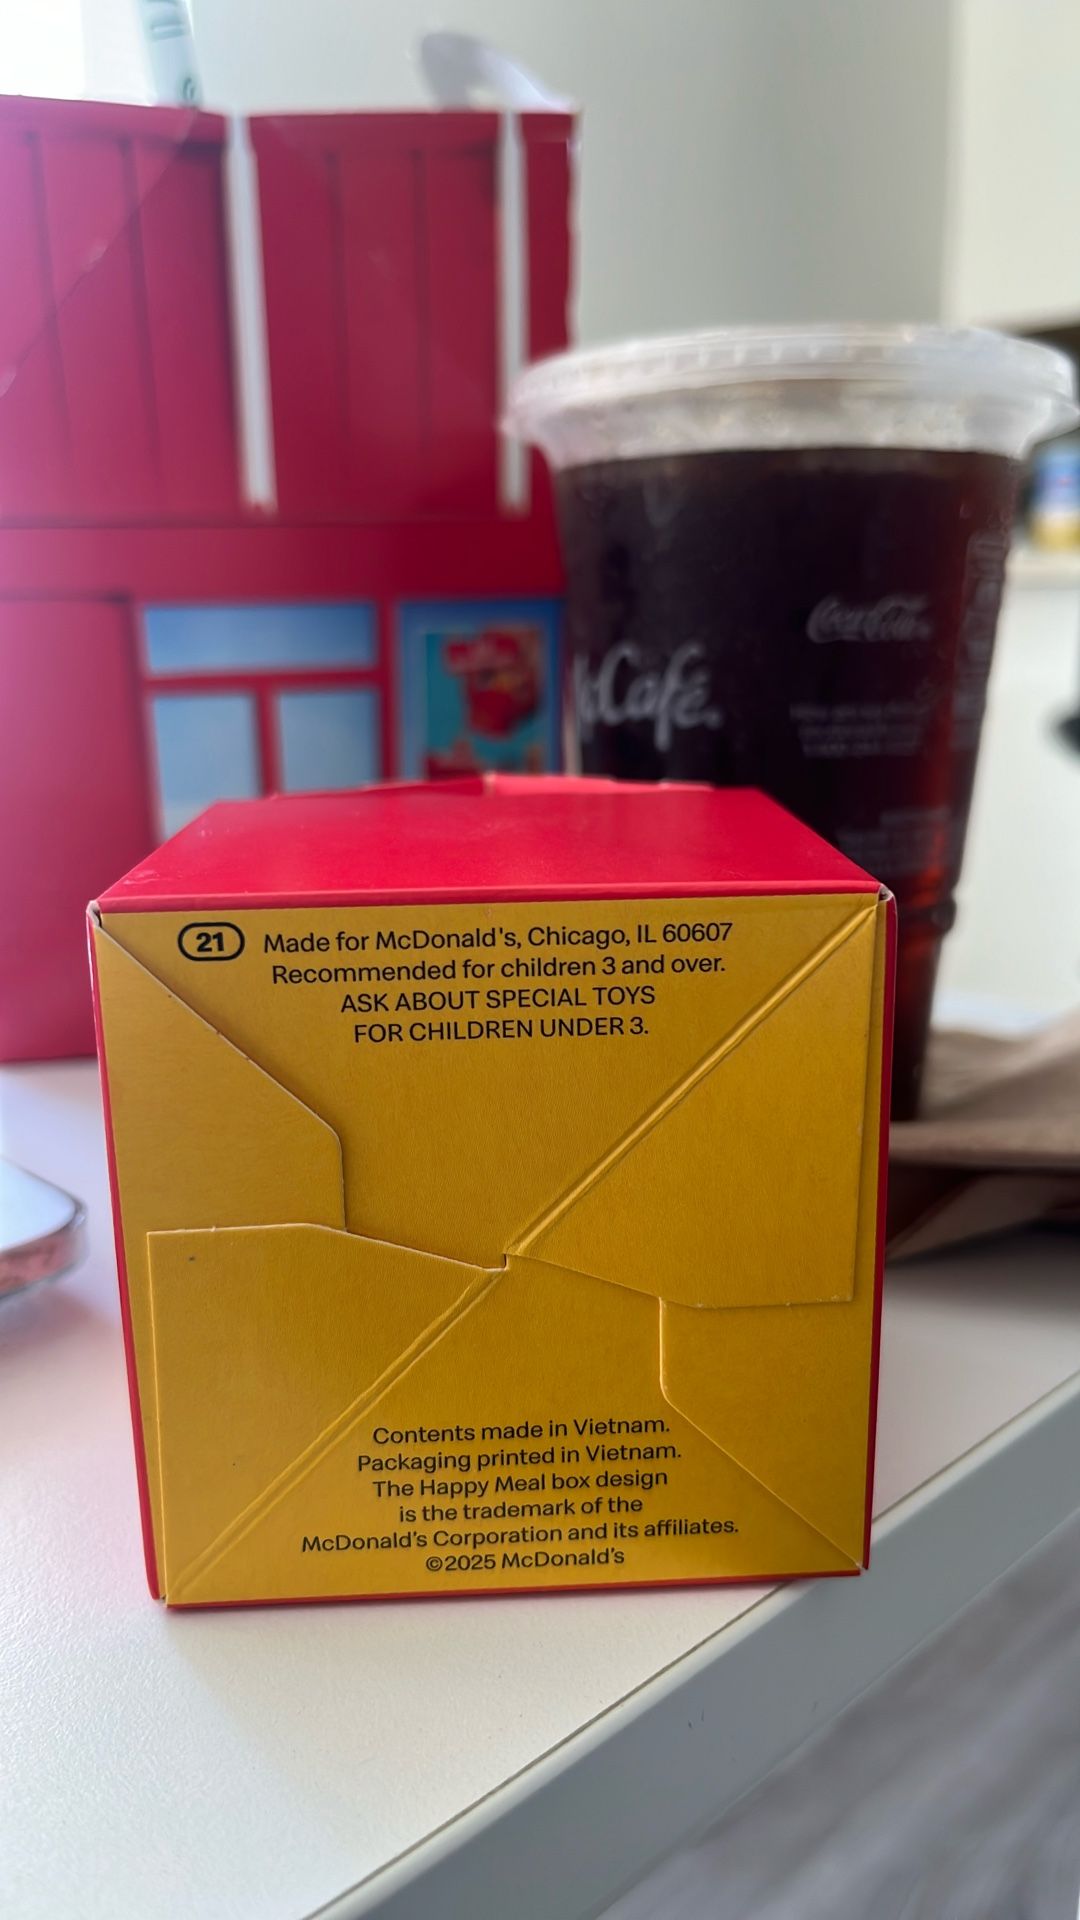 McCafé.
Coca-Cola
21 Made for McDonald's, Chicago, IL 60607
Recommended for children 3 and over.
ASK ABOUT SPECIAL TOYS
FOR CHILDREN UNDER 3.
Contents made in Vietnam.
Packaging printed in Vietnam.
The Happy Meal box design
is the trademark of the
McDonald's Corporation and its affiliates.
©2025 McDonald's